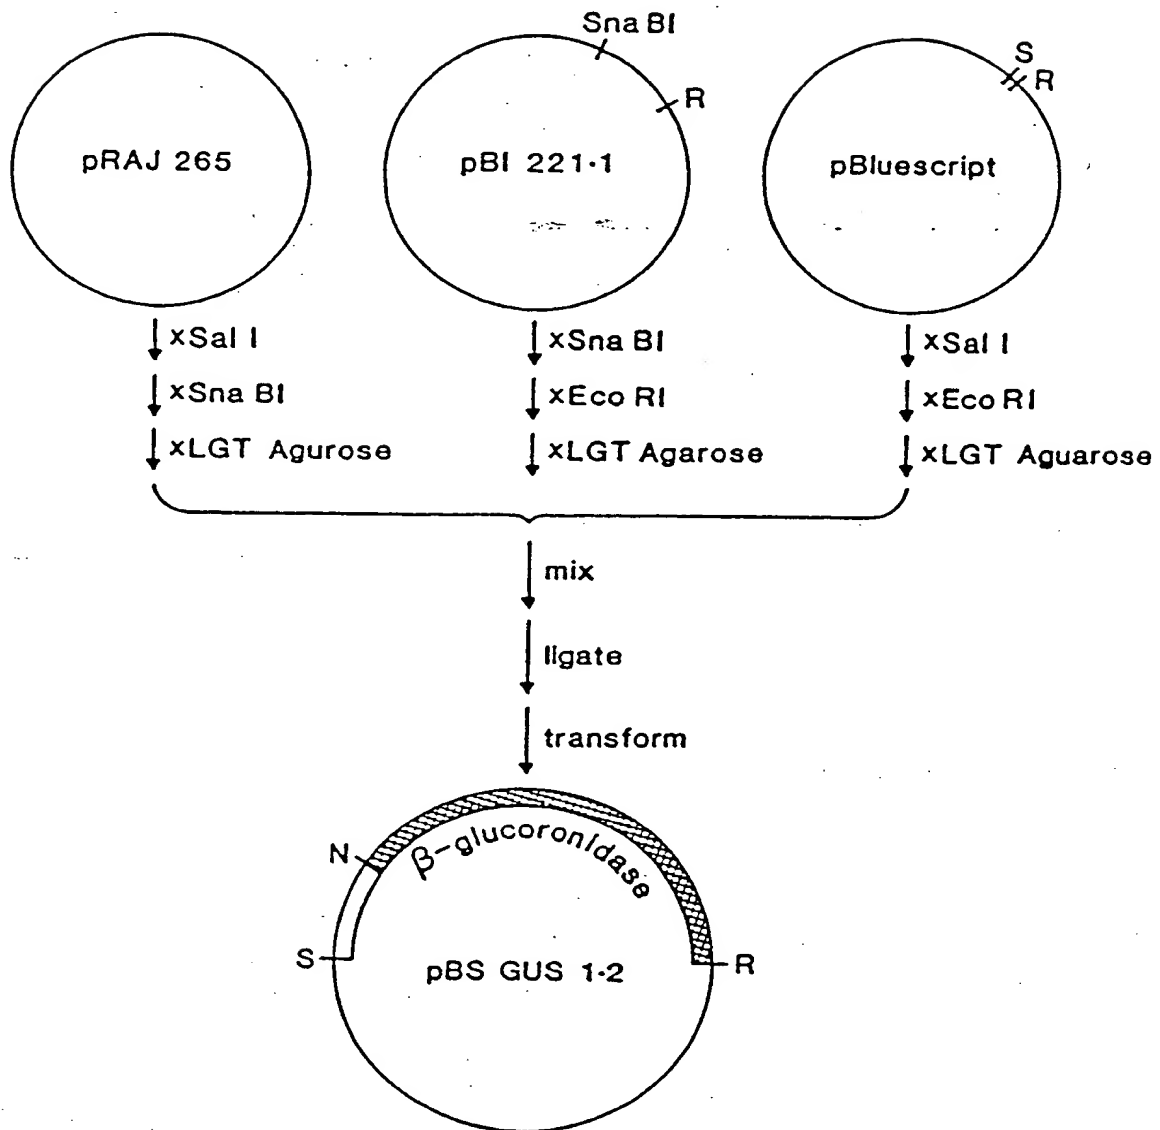 Sna BI
S
R
R
pRAJ 265
pBI 221·1
pBluescript
xSal I
xSna BI
xSal I
xSna BI
xEco RI
xEco RI
xLGT Agurose
xLGT Agarose
xLGT Aguarose
mix
ligate
transform
N
β-glucoronidase
S
R
pBS GUS 1·2